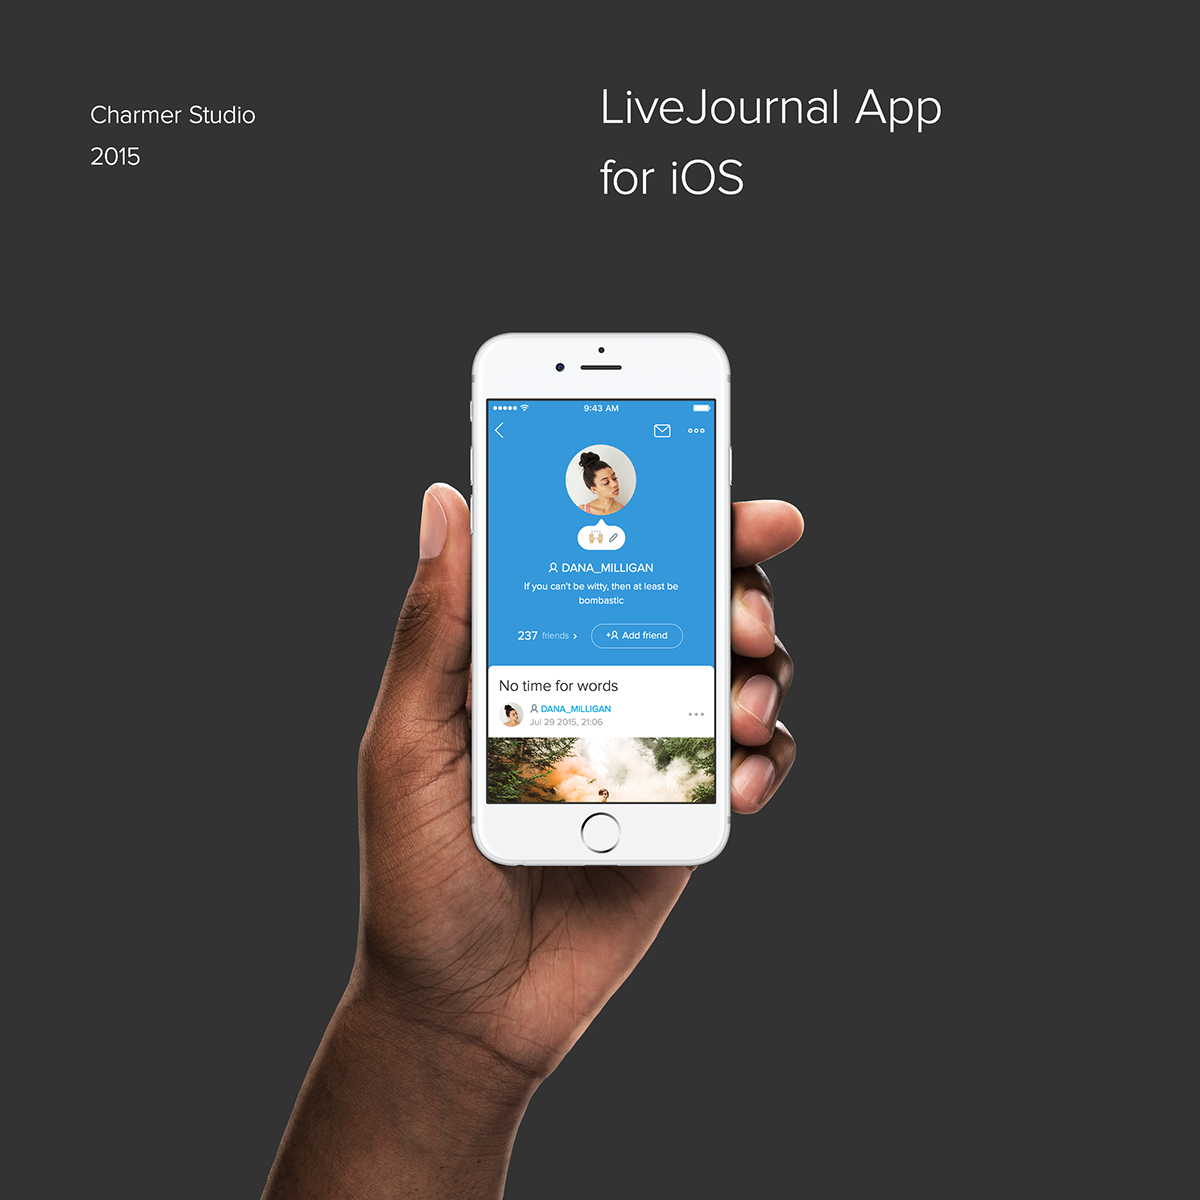 Charmer Studio
2015
LiveJournal App
for iOS
9:43 AM
DANA_MILLIGAN
If you can't be witty, then at least be
bombastic
237 friends
+ Add friend
No time for words
DANA_MILLIGAN
Jul 29 2015, 21:06